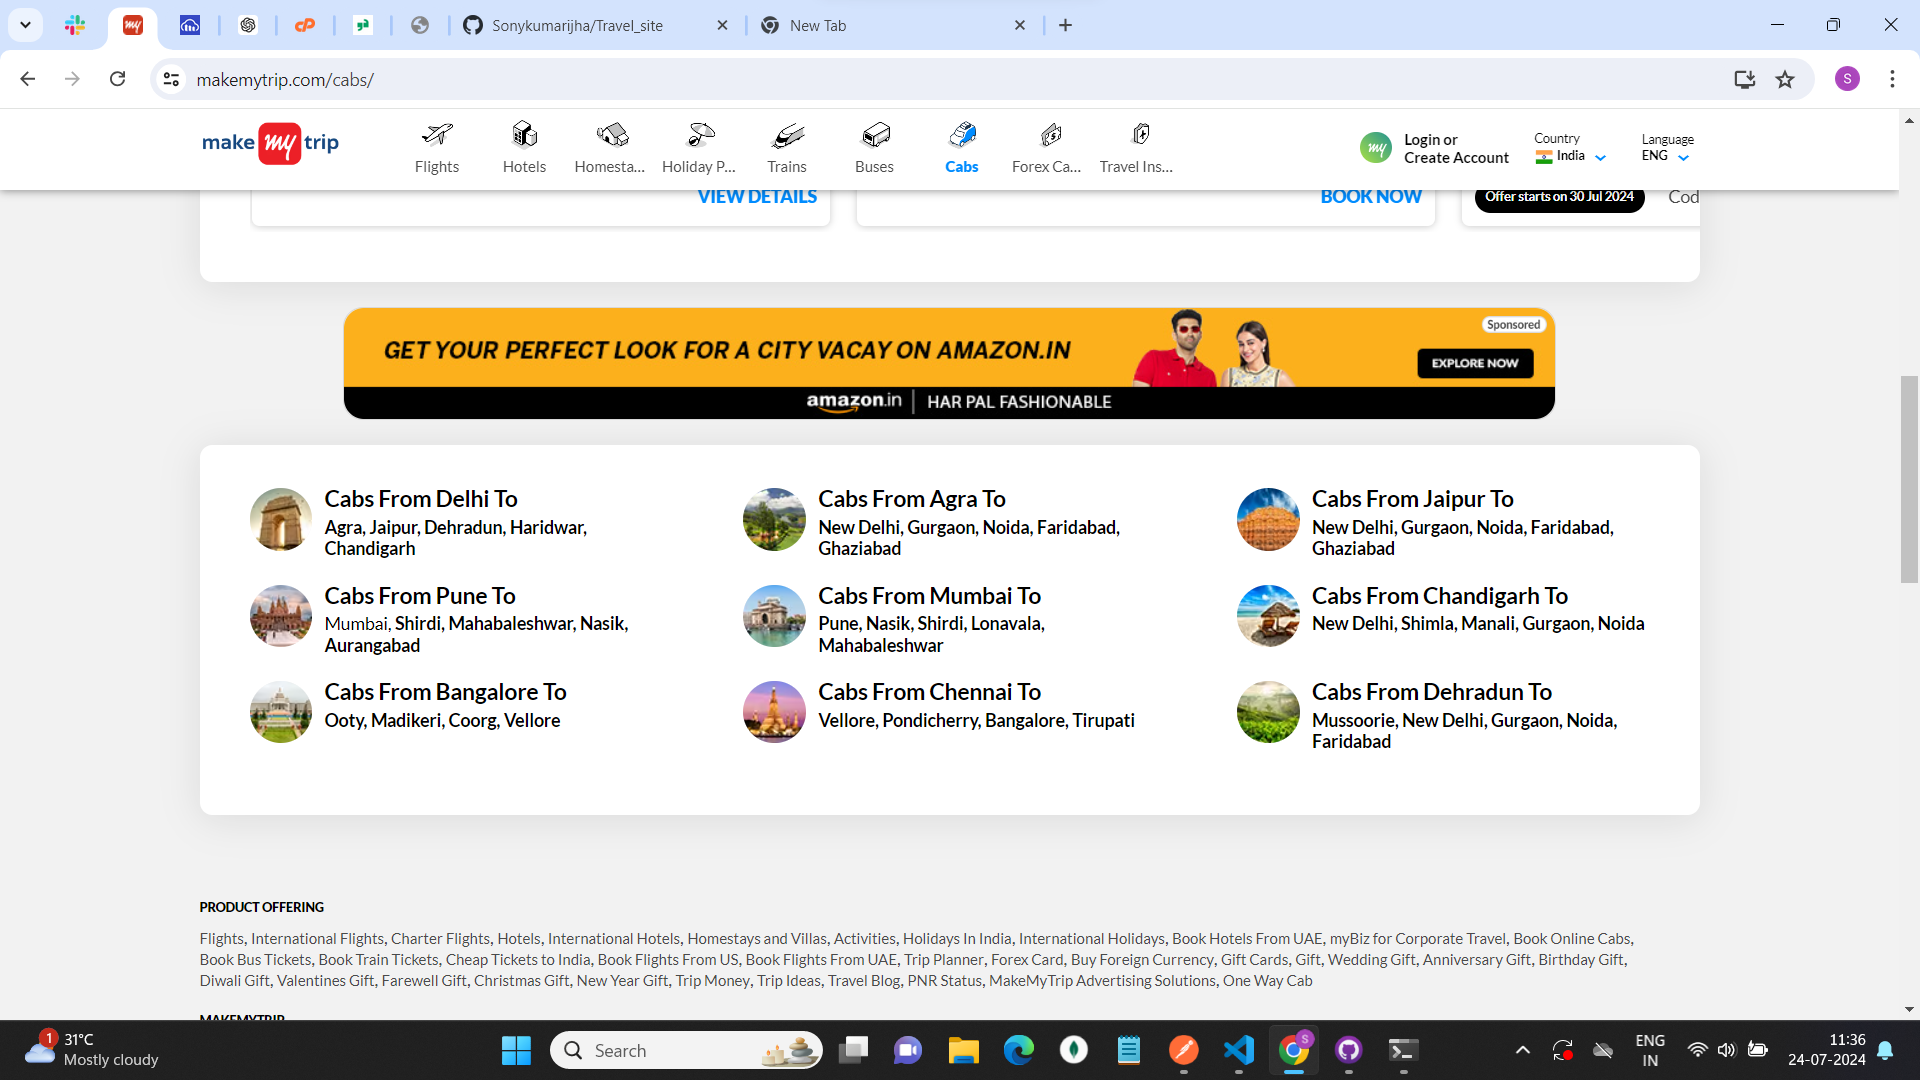 Sonykumarijha/Travel_site
New Tab
makemytrip.com/cabs/
S
make my trip
Flights
Hotels
Homesta...
Holiday P...
Trains
Buses
Cabs
Forex Ca...
Travel Ins...
my
Login or
Create Account
Country
India
Language
ENG
VIEW DETAILS
BOOK NOW
Offer starts on 30 Jul 2024
Cod
GET YOUR PERFECT LOOK FOR A CITY VACAY ON AMAZON.IN
Sponsored
EXPLORE NOW
amazon.in | HAR PAL FASHIONABLE
Cabs From Delhi To
Agra, Jaipur, Dehradun, Haridwar,
Chandigarh
Cabs From Agra To
New Delhi, Gurgaon, Noida, Faridabad,
Ghaziabad
Cabs From Jaipur To
New Delhi, Gurgaon, Noida, Faridabad,
Ghaziabad
Cabs From Pune To
Mumbai, Shirdi, Mahabaleshwar, Nasik,
Aurangabad
Cabs From Mumbai To
Pune, Nasik, Shirdi, Lonavala,
Mahabaleshwar
Cabs From Chandigarh To
New Delhi, Shimla, Manali, Gurgaon, Noida
Cabs From Bangalore To
Ooty, Madikeri, Coorg, Vellore
Cabs From Chennai To
Vellore, Pondicherry, Bangalore, Tirupati
Cabs From Dehradun To
Mussoorie, New Delhi, Gurgaon, Noida,
Faridabad
PRODUCT OFFERING
Flights, International Flights, Charter Flights, Hotels, International Hotels, Homestays and Villas, Activities, Holidays In India, International Holidays, Book Hotels From UAE, myBiz for Corporate Travel, Book Online Cabs,
Book Bus Tickets, Book Train Tickets, Cheap Tickets to India, Book Flights From US, Book Flights From UAE, Trip Planner, Forex Card, Buy Foreign Currency, Gift Cards, Gift, Wedding Gift, Anniversary Gift, Birthday Gift,
Diwali Gift, Valentines Gift, Farewell Gift, Christmas Gift, New Year Gift, Trip Money, Trip Ideas, Travel Blog, PNR Status, MakeMyTrip Advertising Solutions, One Way Cab
MAKEMYTRIP
1
31°C
Mostly cloudy
Search
S
ENG
IN
11:36
24-07-2024